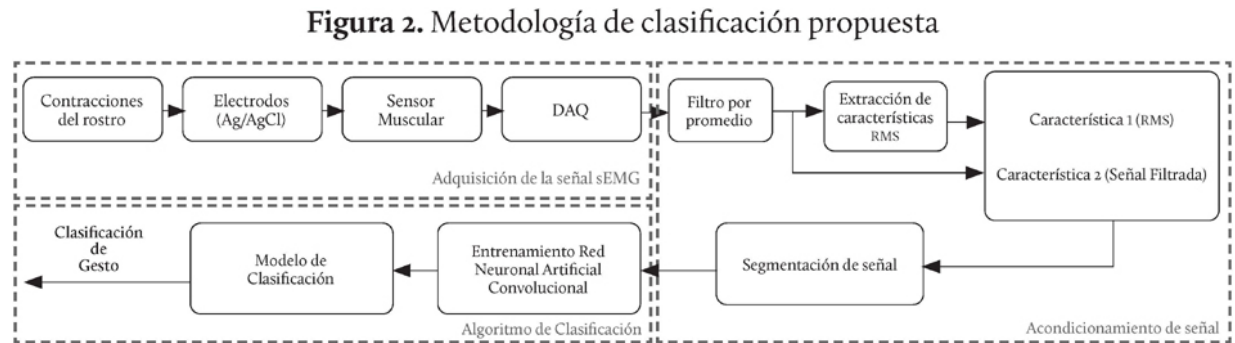 Figura 2. Metodología de clasificación propuesta
Contracciones
del rostro
Electrodos
(Ag/AgCl)
Sensor
Muscular
DAQ
Adquisición de la señal sEMG
Filtro por
promedio
Extracción de
características
RMS
Característica 1 (RMS)
Característica 2 (Señal Filtrada)
Segmentación de señal
Acondicionamiento de señal
Entrenamiento Red
Neuronal Artificial
Convolucional
Modelo de
Clasificación
Clasificación
de
Gesto
Algoritmo de Clasificación